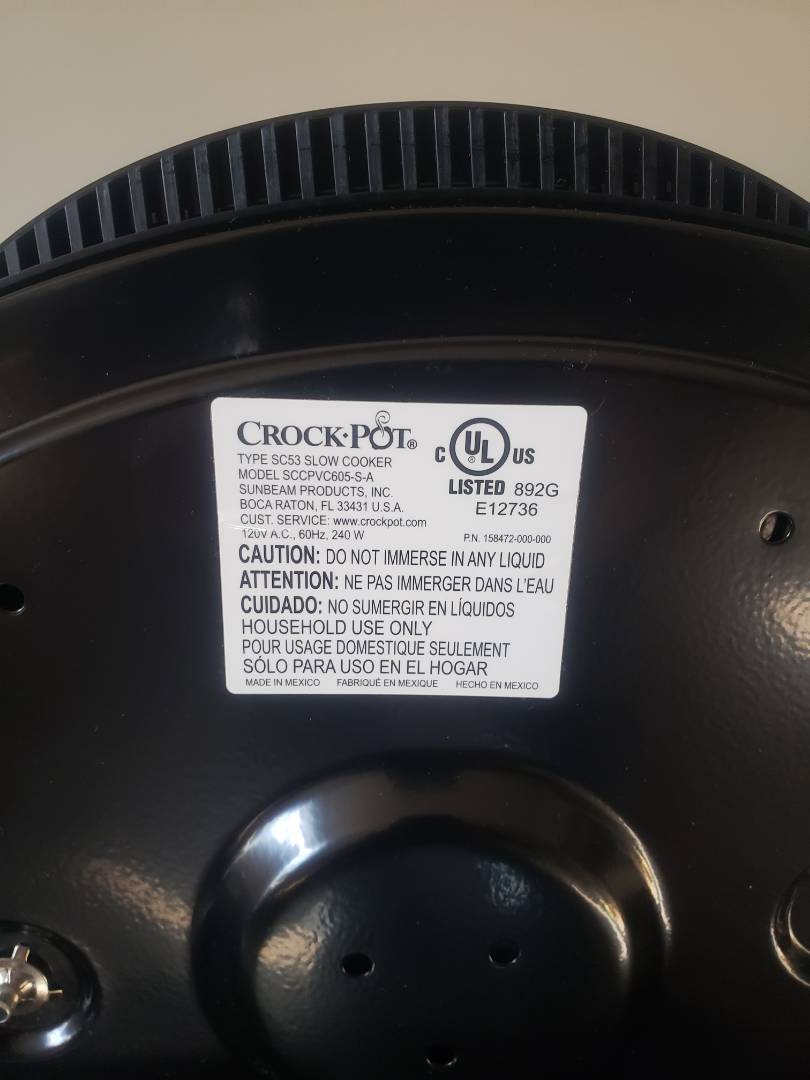 CROCK·POT®
TYPE SC53 SLOW COOKER
MODEL SCCPVC605-S-A
SUNBEAM PRODUCTS, INC.
BOCA RATON, FL 33431 U.S.A.
CUST. SERVICE: www.crockpot.com
120V A.C., 60Hz, 240 W
C UL® US
LISTED 892G
E12736
P.N. 158472-000-000
CAUTION: DO NOT IMMERSE IN ANY LIQUID
ATTENTION: NE PAS IMMERGER DANS L'EAU
CUIDADO: NO SUMERGIR EN LÍQUIDOS
HOUSEHOLD USE ONLY
POUR USAGE DOMESTIQUE SEULEMENT
SÓLO PARA USO EN EL HOGAR
MADE IN MEXICO FABRIQUÉ EN MEXIQUE HECHO EN MEXICO